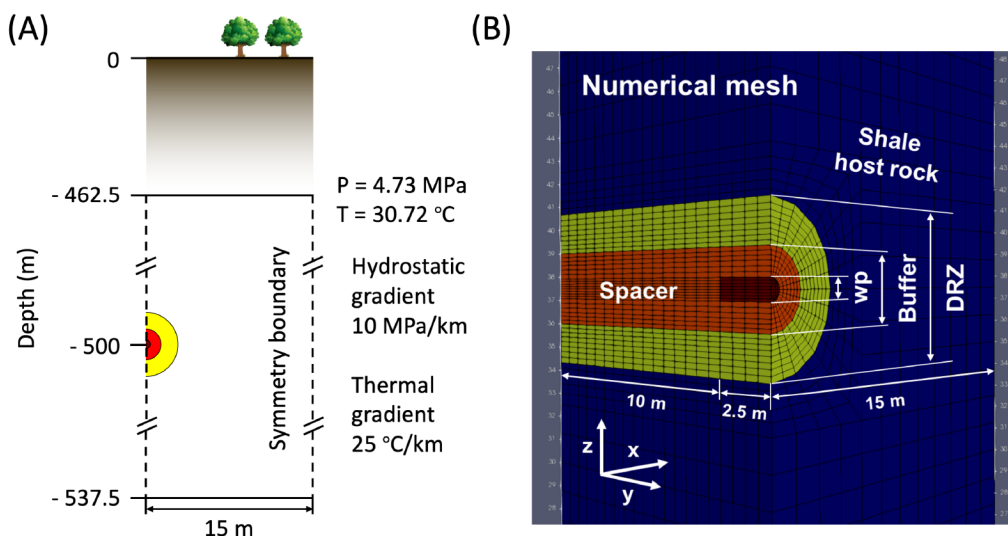 (A)
0
- 462.5
P = 4.73 MPa
T = 30.72 °C
Depth (m)
Symmetry boundary
Hydrostatic
gradient
10 MPa/km
- 500
Thermal
gradient
25 °C/km
- 537.5
15 m
(B)
Numerical mesh
Shale
host rock
Spacer
wp
Buffer
DRZ
10 m
2.5 m
15 m
z
x
y